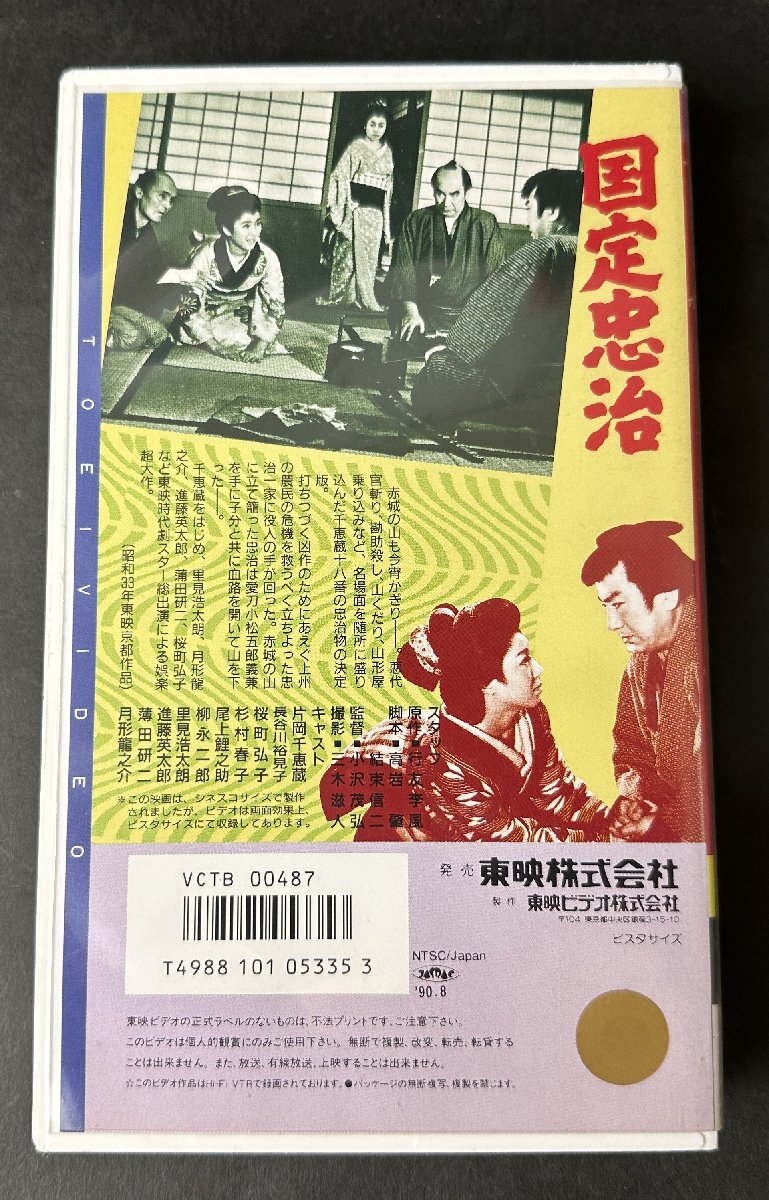 国定忠治
TOEI VIDEO
赤城の山も今宵かぎり──。悪代
官斬り、勘助殺し、山くだり、山形屋
乗り込みなど、名場面を随所に盛り
込んだ千恵蔵十八番の忠治物の決定
版。
打ちつづく凶作のためにあえぐ上州
の農民の危機を救うべく立ちよった忠
治一家に役人の手が回った。赤城の山
に立て籠った忠治は愛刀小松五郎義兼
を手に子分と共に血路を開いて山を下
った──。
千恵蔵をはじめ、里見浩太朗、月形龍
之介、進藤英太郎、薄田研二、桜町弘子
など東映時代劇スター総出演による娯楽
超大作。
(昭和33年東映京都作品)
スタッフ
原作■行友李風
脚本■高岩 肇
結束信二
監督■小沢茂弘
撮影■三木滋人
キャスト
片岡千恵蔵
長谷川裕見子
桜町弘子
杉村春子
尾上鯉之助
柳永二郎
里見浩太朗
進藤英太郎
薄田研二
月形龍之介
※この映画は、シネスコサイズで製作
されましたが、ビデオは画面効果上、
ビスタサイズにて収録してあります。
発売 東映株式会社
製作 東映ビデオ株式会社
〒104 東京都中央区銀座3-15-10
ビスタサイズ
VCTB 00487
T4988 101 05335 3
NTSC/Japan
'90.8
東映ビデオの正式ラベルのないものは、不法プリントです、ご注意下さい。
このビデオは個人的観賞にのみご使用下さい。無断で複製、改変、転売、転貸する
ことは出来ません。また、放送、有線放送、上映することは出来ません。
☆このビデオ作品はHi-Fi VTRで録画されております。●パッケージの無断複写、複製を禁じます。